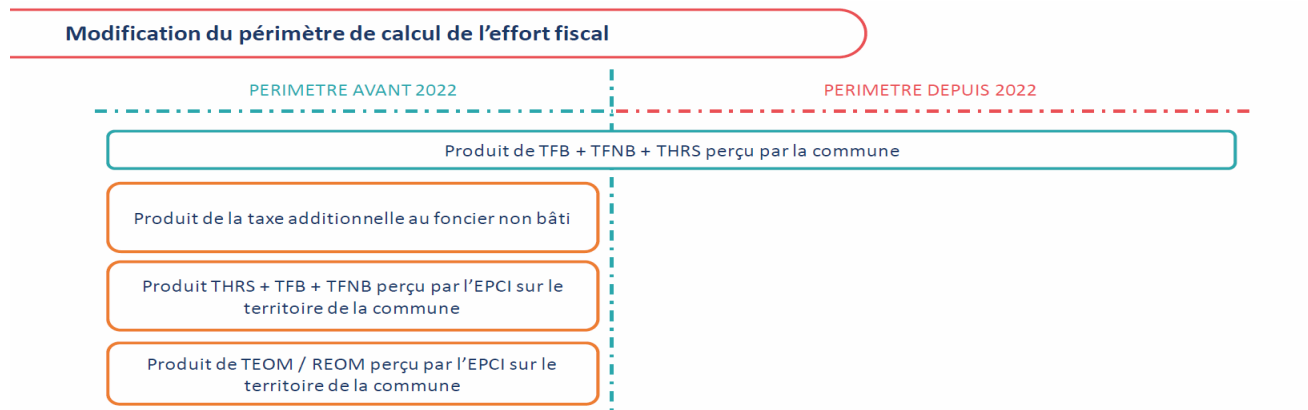 Modification du périmètre de calcul de l’effort fiscal
PERIMETRE AVANT 2022
PERIMETRE DEPUIS 2022
Produit de TFB + TFNB + THRS perçu par la commune
Produit de la taxe additionnelle au foncier non bâti
Produit THRS + TFB + TFNB perçu par l’EPCI sur le
territoire de la commune
Produit de TEOM / REOM perçu par l’EPCI sur le
territoire de la commune